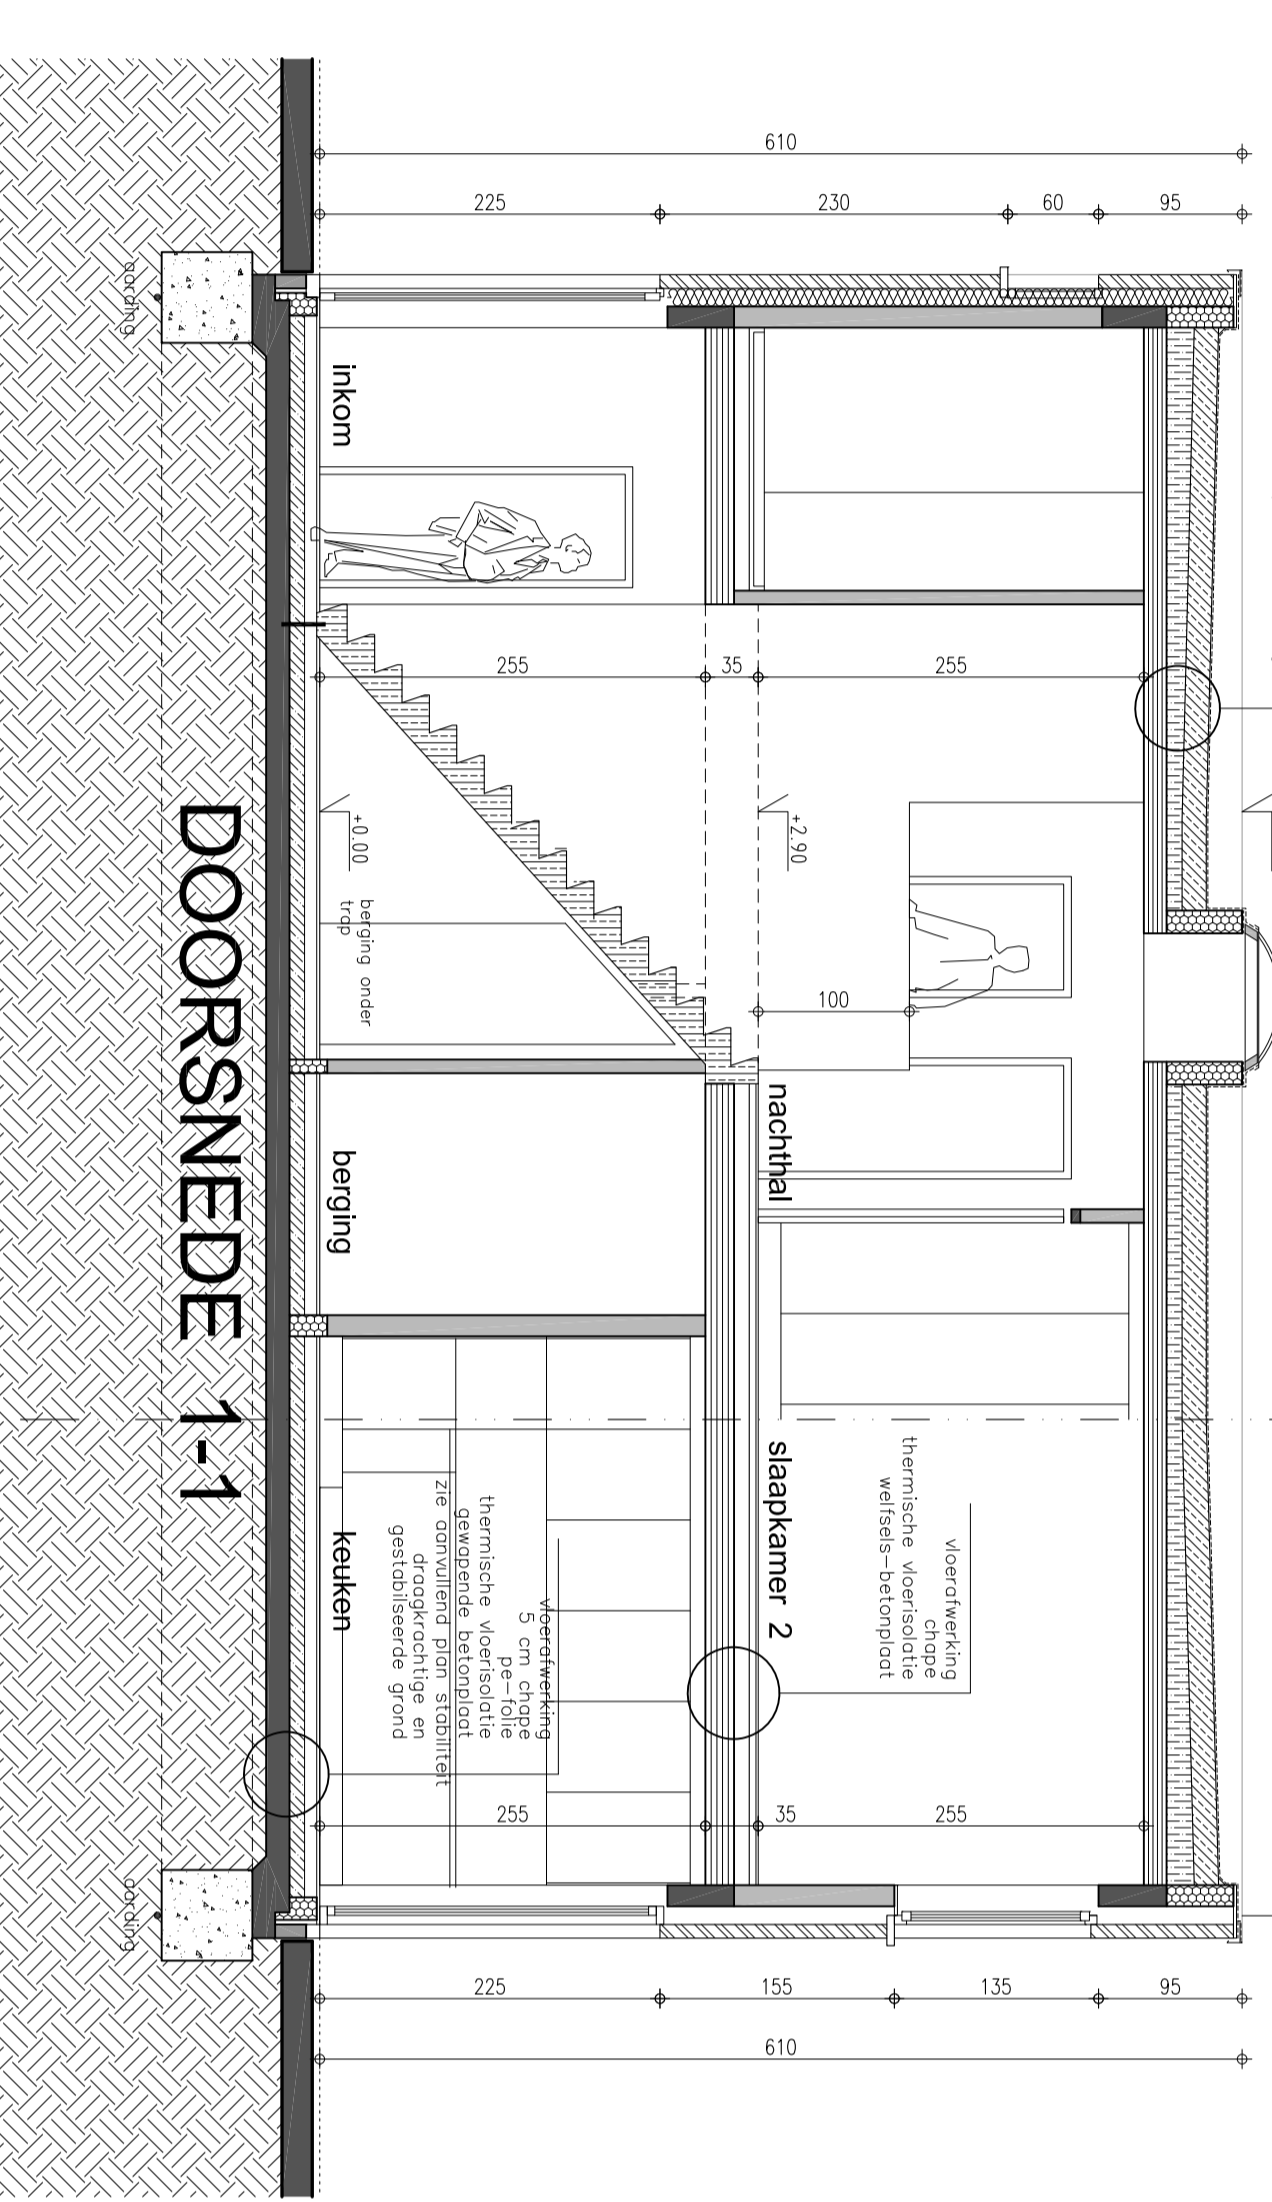 610
225
230
60
95
aarding
inkom
255
35
255
+0.00
+2.90
berging onder
trap
100
nachthal
berging
DOORSNEDE 1-1
slaapkamer 2
vloerafwerking
chape
thermische vloerisolatie
welfsels-betonplaat
keuken
vloerafwerking
5 cm chape
pe-folie
thermische vloerisolatie
gewapende betonplaat
zie aanvullend plan stabiliteit
draagkrachtige en
gestabilseerde grond
255
35
255
aarding
225
155
135
95
610